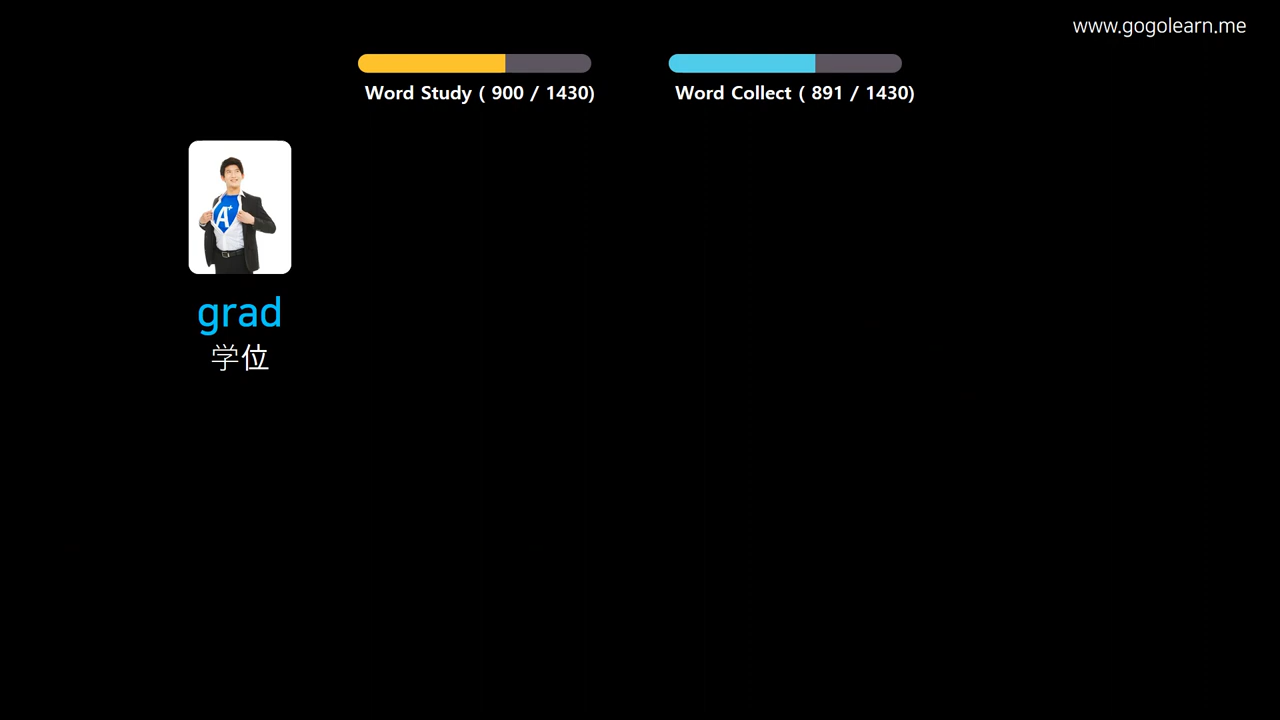 www.gogolearn.me
Word Study ( 900 / 1430)
Word Collect ( 891 / 1430)
A+
grad
学位